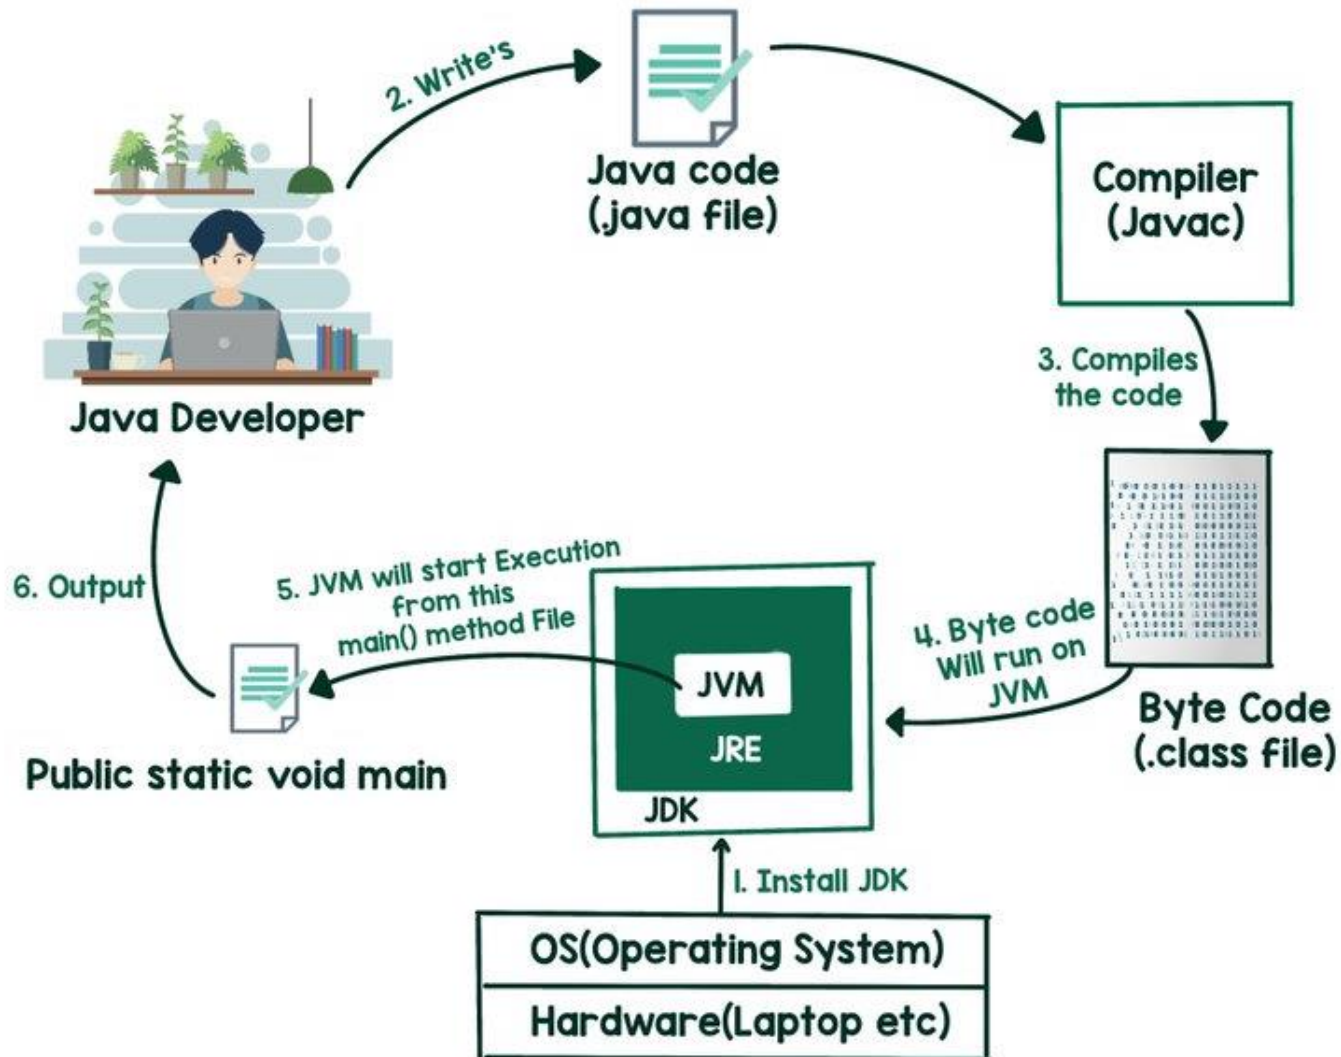 2. Write's
Java code
(.java file)
Compiler
(Javac)
3. Compiles
the code
Java Developer
6. Output
5. JVM will start Execution
from this
main() method File
JVM
JRE
JDK
4. Byte code
Will run on
JVM
Byte Code
(.class file)
Public static void main
1. Install JDK
OS(Operating System)
Hardware(Laptop etc)